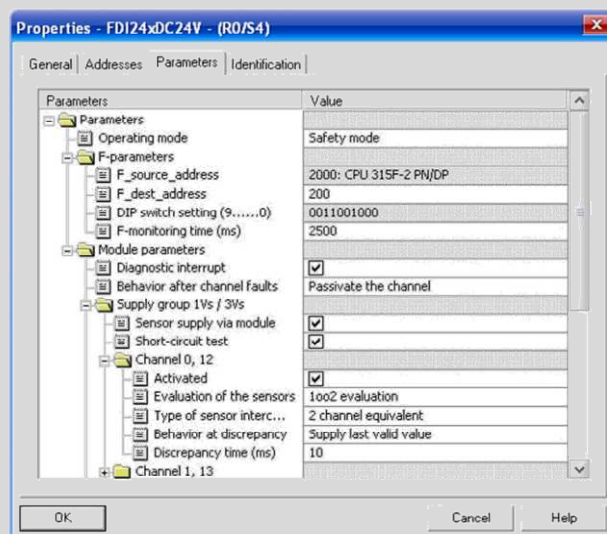 Properties - FDI24xDC24V - (R0/S4)
General Addresses Parameters Identification
Parameters Value
Parameters
Operating mode Safety mode
F-parameters
F_source_address 2000: CPU 315F-2 PN/DP
F_dest_address 200
DIP switch setting (9......0) 0011001000
F-monitoring time (ms) 2500
Module parameters
Diagnostic interrupt
Behavior after channel faults Passivate the channel
Supply group 1Vs / 3Vs
Sensor supply via module
Short-circuit test
Channel 0, 12
Activated
Evaluation of the sensors 1oo2 evaluation
Type of sensor interc... 2 channel equivalent
Behavior at discrepancy Supply last valid value
Discrepancy time (ms) 10
Channel 1, 13
OK Cancel Help